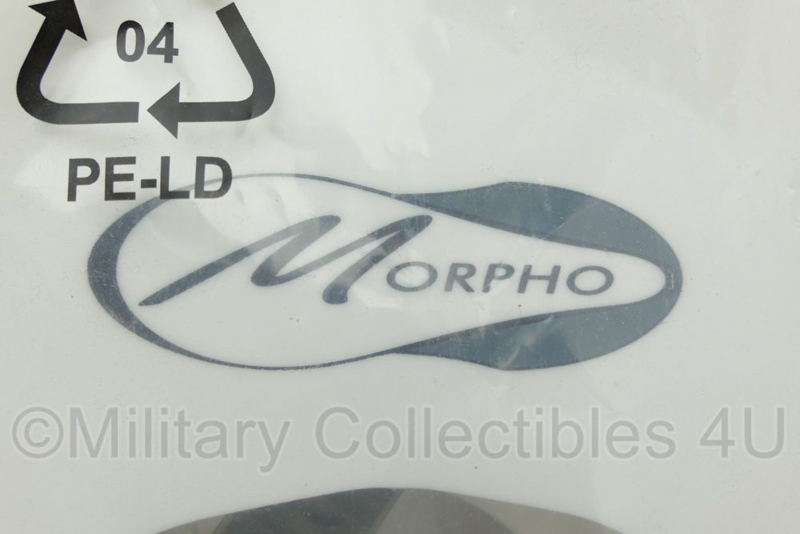 04
PE-LD
MORPHO
©Military Collectibles 4U